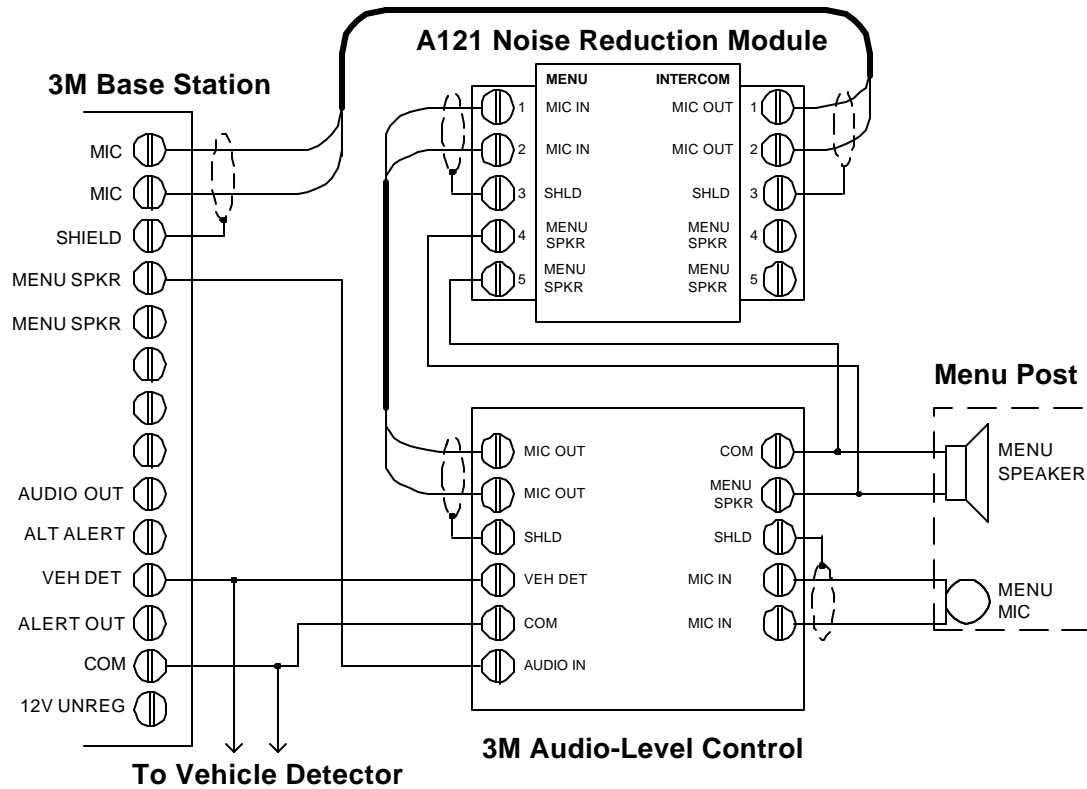 A121 Noise Reduction Module
3M Base Station
MIC
MIC
SHIELD
MENU SPKR
MENU SPKR
AUDIO OUT
ALT ALERT
VEH DET
ALERT OUT
COM
12V UNREG
To Vehicle Detector
MENU
INTERCOM
1
MIC IN
MIC OUT
1
2
MIC IN
MIC OUT
2
3
SHLD
SHLD
3
4
MENU
SPKR
MENU
SPKR
4
5
MENU
SPKR
MENU
SPKR
5
MIC OUT
MIC OUT
SHLD
VEH DET
COM
AUDIO IN
COM
MENU
SPKR
SHLD
MIC IN
MIC IN
3M Audio-Level Control
Menu Post
MENU
SPEAKER
MENU
MIC